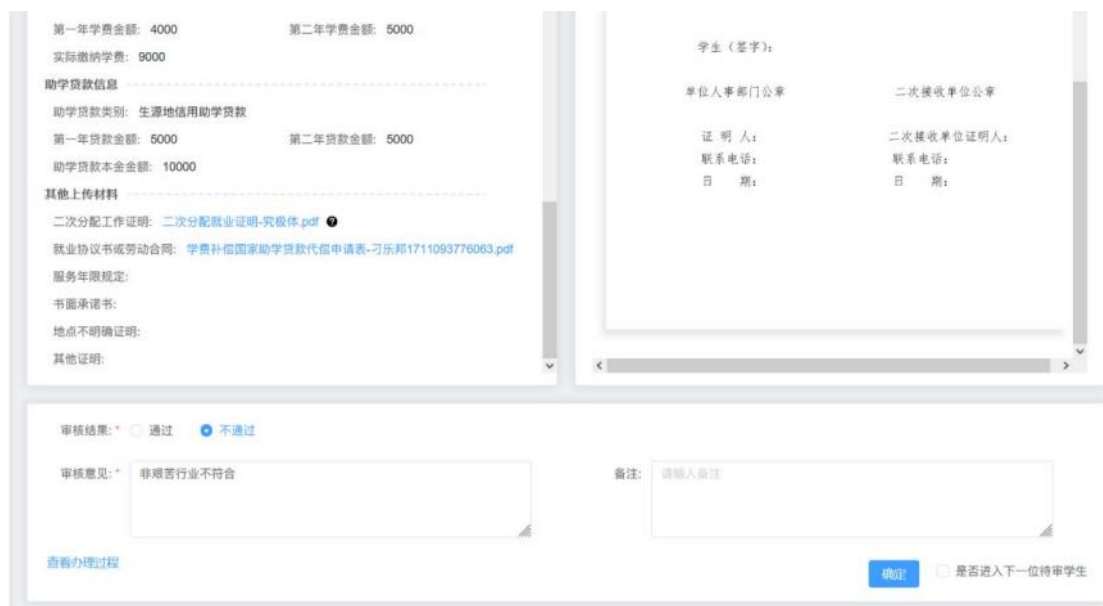 第一年学费金额: 4000 第二年学费金额: 5000
实际缴纳学费: 9000
助学贷款信息
助学贷款类别: 生源地信用助学贷款
第一年贷款金额: 5000 第二年贷款金额: 5000
助学贷款本金金额: 10000
其他上传材料
二次分配工作证明: 二次分配就业证明-究极体.pdf
就业协议书或劳动合同: 学费补偿国家助学贷款代偿申请表-刁乐邦1711093776063.pdf
服务年限规定:
书面承诺书:
地点不明确证明:
其他证明:
学生（签字）:
单位人事部门公章 二次接收单位公章
证 明 人: 二次接收单位证明人:
联系电话: 联系电话:
日 期: 日 期:
审核结果:* 通过 不通过
审核意见:* 非艰苦行业不符合 备注: 请输入备注
查看办理过程 确定 是否进入下一位待审学生